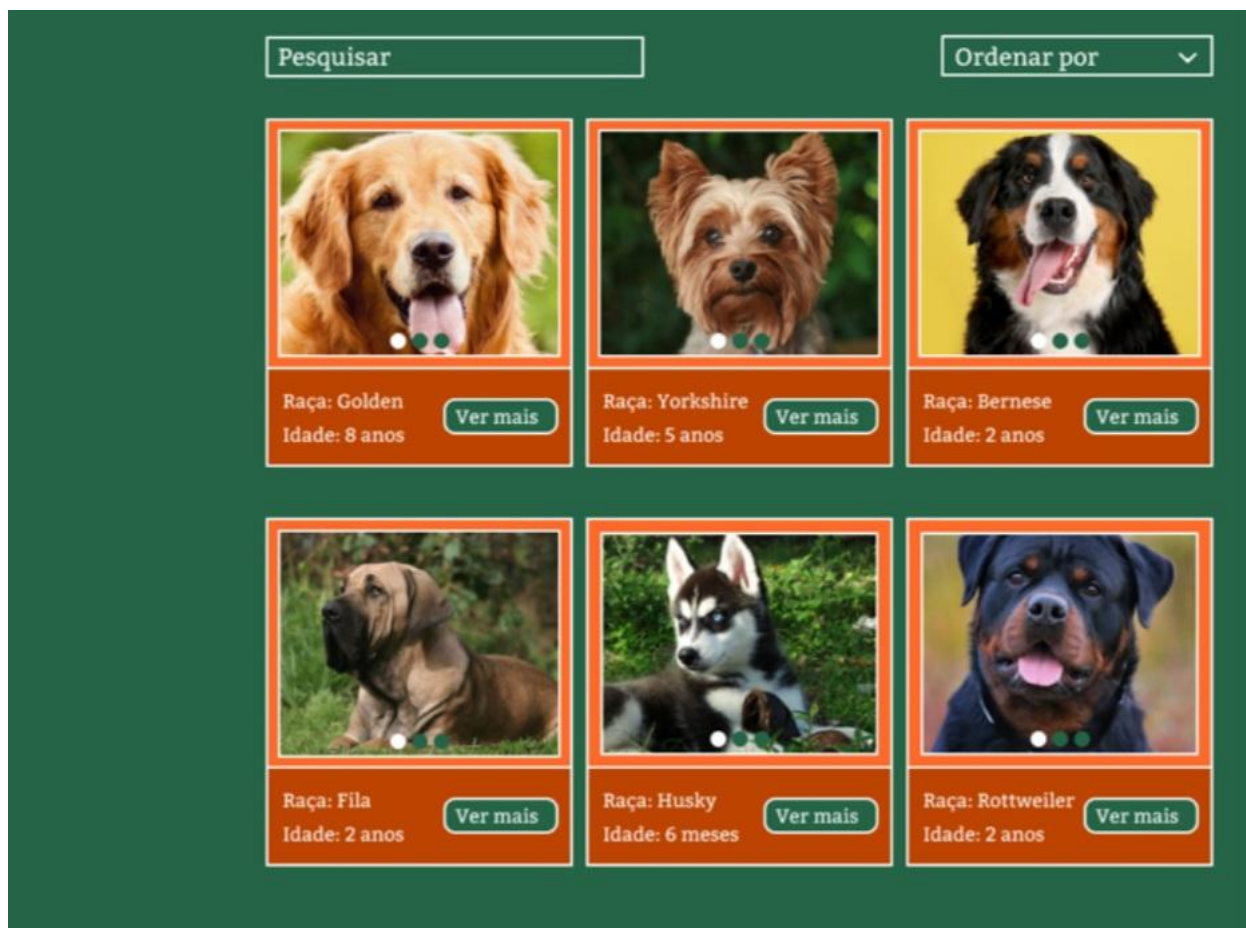 Pesquisar
Ordenar por
Raça: Golden
Idade: 8 anos
Ver mais
Raça: Yorkshire
Idade: 5 anos
Ver mais
Raça: Bernese
Idade: 2 anos
Ver mais
Raça: Fila
Idade: 2 anos
Ver mais
Raça: Husky
Idade: 6 meses
Ver mais
Raça: Rottweiler
Idade: 2 anos
Ver mais